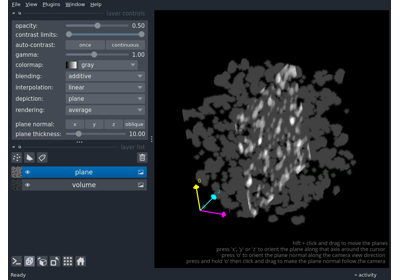 File View Plugins Window Help
layer controls
opacity: 0.50
contrast limits:
auto-contrast: once continuous
gamma: 1.00
colormap: gray
blending: additive
interpolation: linear
depiction: plane
rendering: average
plane normal: x y z oblique
plane thickness: 10.00
layer list
plane
volume
shift + click and drag to move the planes
press 'x', 'y' or 'z' to orient the plane along that axis around the cursor
press 'o' to orient the plane normal along the camera view direction
press and hold 'o' then click and drag to make the plane normal follow the camera
Ready
activity